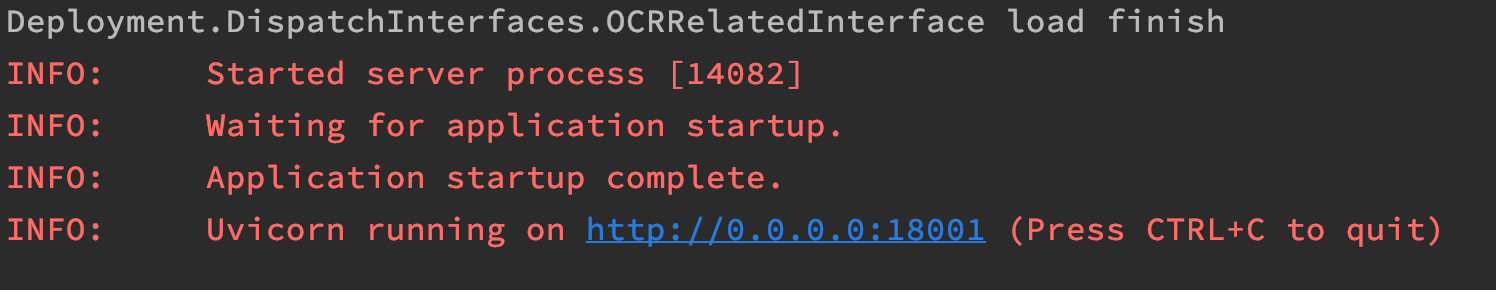 Deployment.DispatchInterfaces.OCRRelatedInterface load finish
INFO:     Started server process [14082]
INFO:     Waiting for application startup.
INFO:     Application startup complete.
INFO:     Uvicorn running on http://0.0.0.0:18001 (Press CTRL+C to quit)